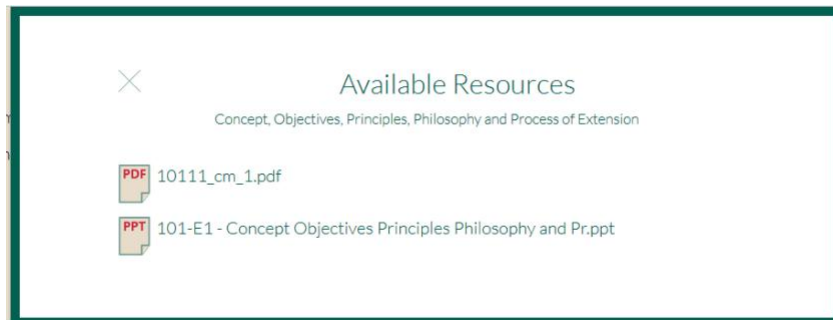 Available Resources
Concept, Objectives, Principles, Philosophy and Process of Extension
PDF 10111_cm_1.pdf
PPT 101-E1 - Concept Objectives Principles Philosophy and Pr.ppt